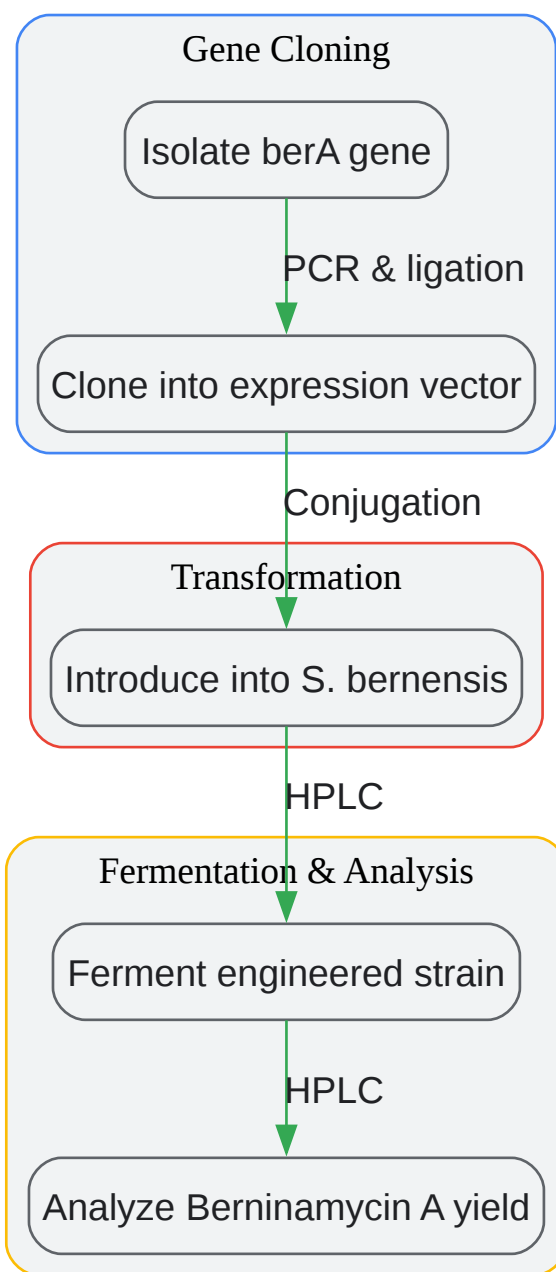 Gene Cloning
Isolate berA gene
PCR & ligation
Clone into expression vector
Conjugation
Transformation
Introduce into S. bernensis
HPLC
Fermentation & Analysis
Ferment engineered strain
HPLC
Analyze Berninamycin A yield